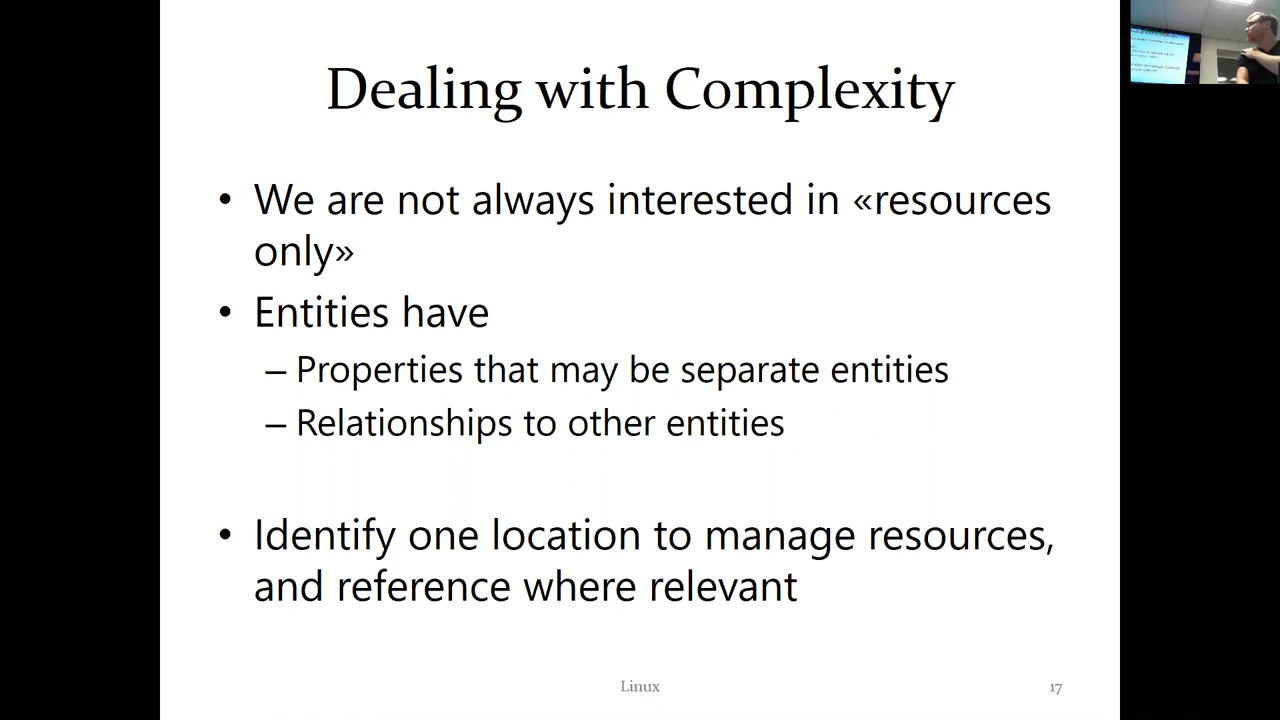 Dealing with Complexity
• We are not always interested in «resources
only»
• Entities have
– Properties that may be separate entities
– Relationships to other entities
• Identify one location to manage resources,
and reference where relevant
Linux
17